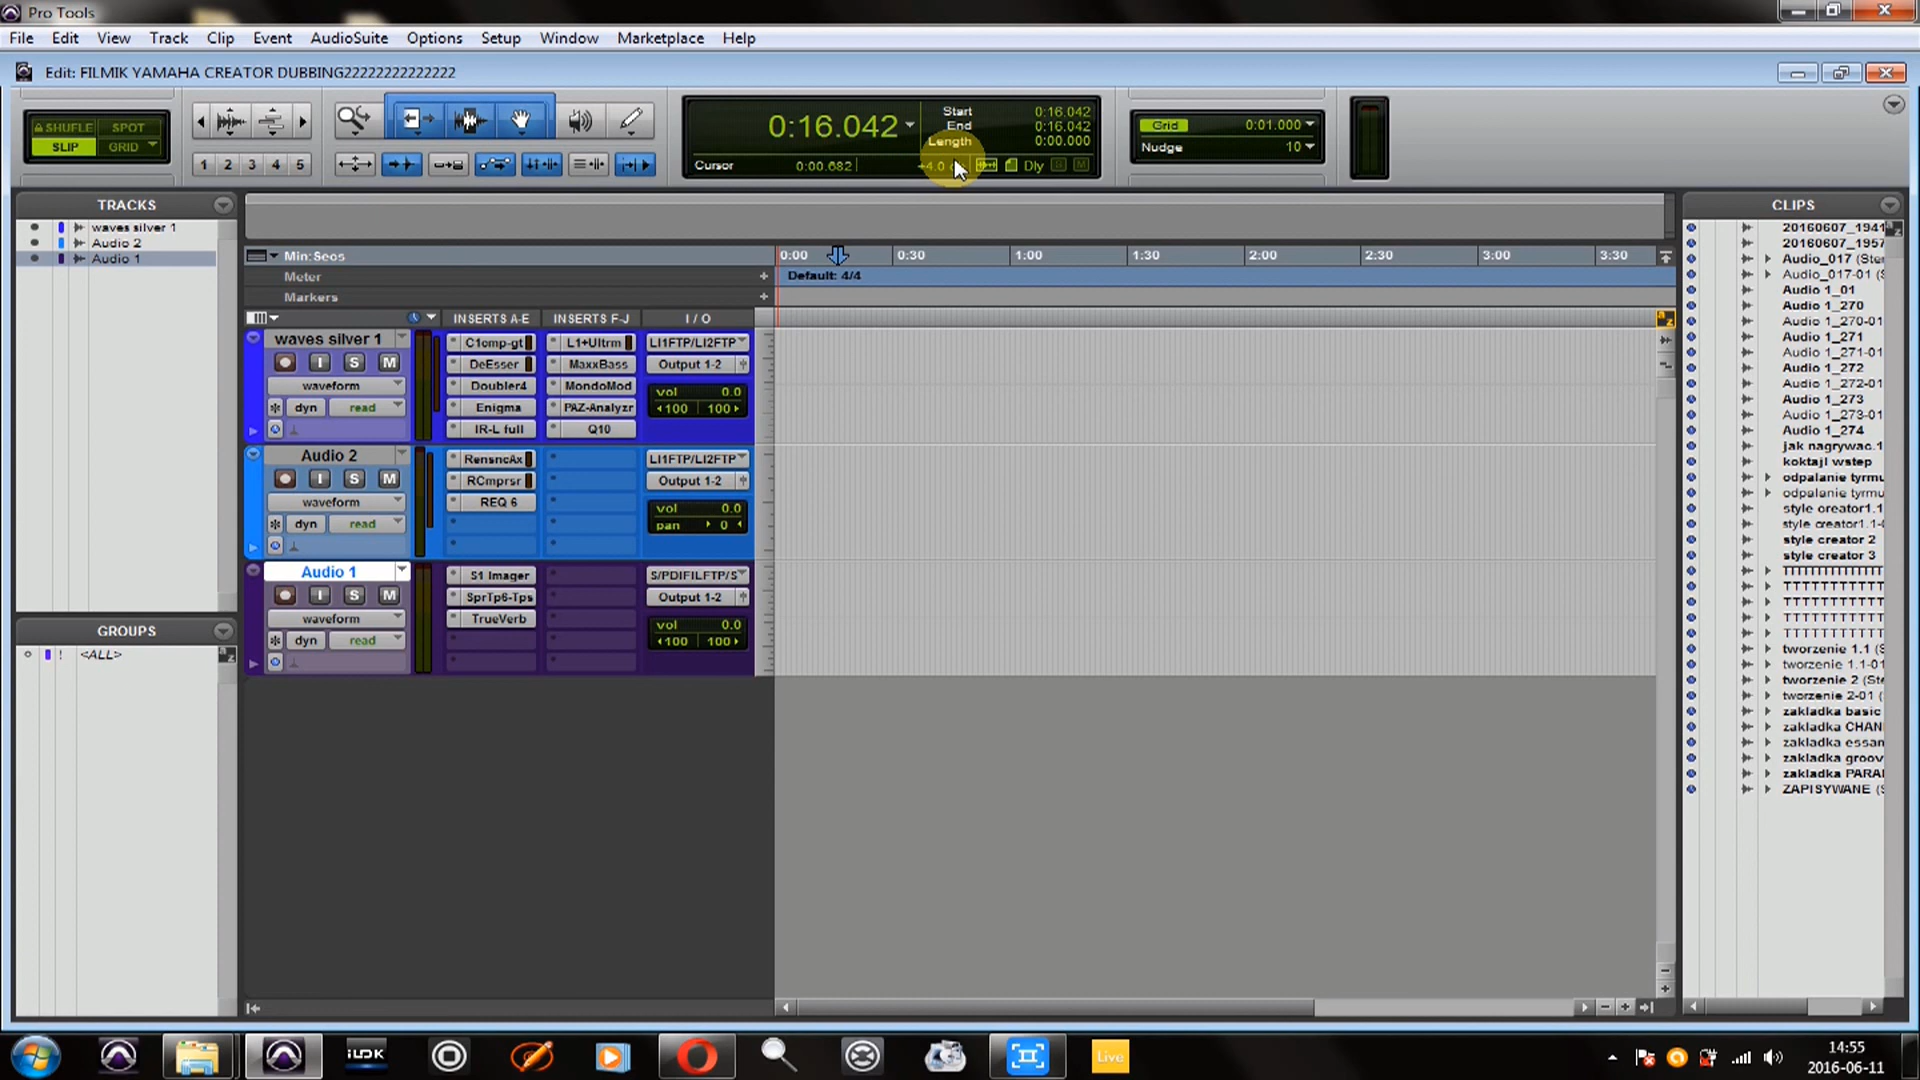 Pro Tools
File Edit View Track Clip Event AudioSuite Options Setup Window Marketplace Help
Edit: FILMIK YAMAHA CREATOR DUBBING22222222222222
SHUFLE SPOT
SLIP GRID
1 2 3 4 5
0:16.042
Start 0:16.042
End 0:16.042
Length 0:00.000
Cursor 0:00.682
Dly
Grid 0:01.000
Nudge 10
TRACKS
waves silver 1
Audio 2
Audio 1
GROUPS
! <ALL>
Min:Secs
Meter
Markers
0:00 0:30 1:00 1:30 2:00 2:30 3:00 3:30
Default: 4/4
INSERTS A-E INSERTS F-J I / O
waves silver 1
I S M
waveform
dyn read
C1omp-gt
DeEsser
Doubler4
Enigma
IR-L full
L1+Ultrm
MaxxBass
MondoMod
PAZ-Analyzr
Q10
LI1FTP/LI2FTP
Output 1-2
vol 0.0
100 100
Audio 2
I S M
waveform
dyn read
RensncAx
RCmprsr
REQ 6
LI1FTP/LI2FTP
Output 1-2
vol 0.0
pan 0
Audio 1
I S M
waveform
dyn read
S1 Imager
SprTp6-Tps
TrueVerb
S/PDIFILFTP/S
Output 1-2
vol 0.0
100 100
CLIPS
20160607_1941
20160607_1957
Audio_017 (Ster
Audio_017-01 (S
Audio 1_01
Audio 1_270
Audio 1_270-01
Audio 1_271
Audio 1_271-01
Audio 1_272
Audio 1_272-01
Audio 1_273
Audio 1_273-01
Audio 1_274
jak nagrywac.1
koktajl wstep
odpalanie tyrmu
odpalanie tyrmu
style creator1.1
style creator1.1-0
style creator 2
style creator 3
tworzenie 1.1 (S
tworzenie 1.1-01
tworzenie 2 (Ste
tworzenie 2-01 (
zakladka basic
zakladka CHAN
zakladka essan
zakladka groov
zakladka PARAI
ZAPISYWANE (S
iLOK
Live
14:55
2016-06-11